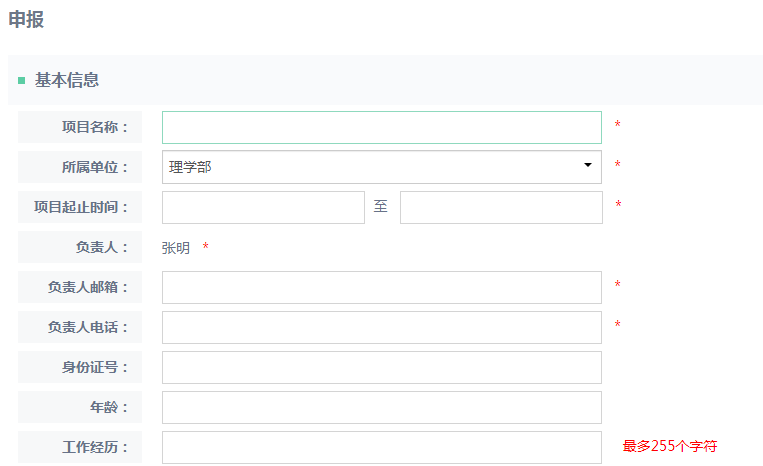 申报
基本信息
项目名称： *
所属单位： 理学部 *
项目起止时间： 至 *
负责人： 张明 *
负责人邮箱： *
负责人电话： *
身份证号：
年龄：
工作经历： 最多255个字符